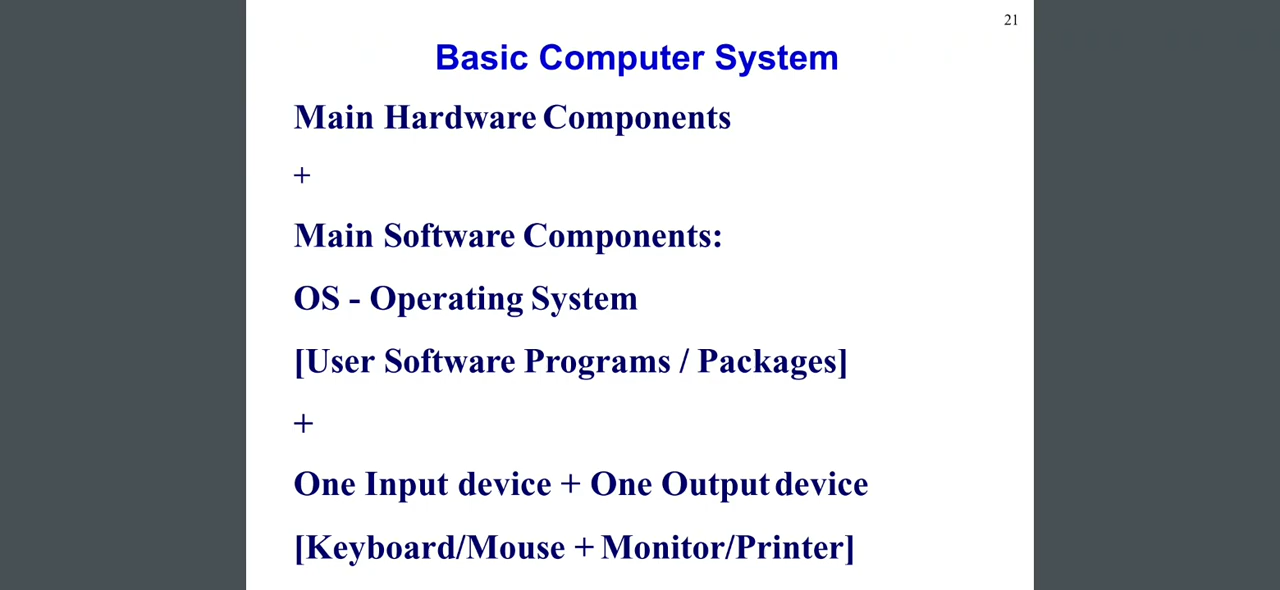 21
Basic Computer System
Main Hardware Components
+
Main Software Components:
OS - Operating System
[User Software Programs / Packages]
+
One Input device + One Output device
[Keyboard/Mouse + Monitor/Printer]